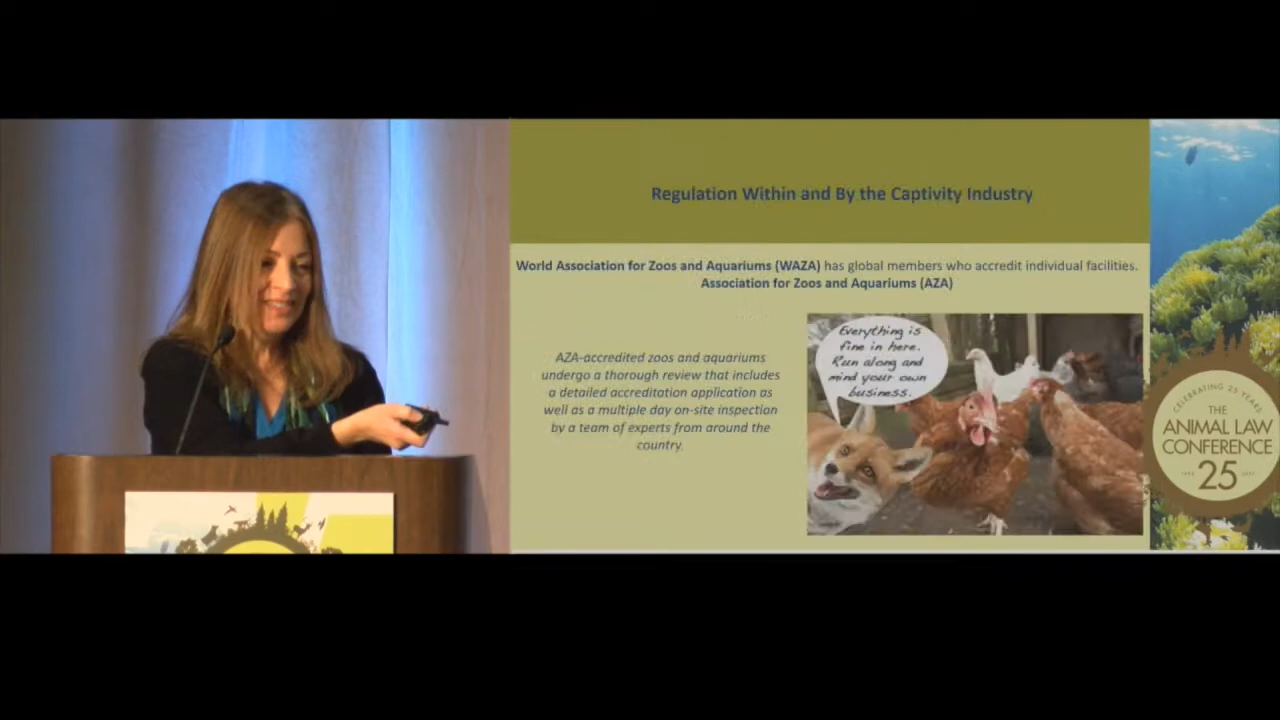 Regulation Within and By the Captivity Industry
World Association for Zoos and Aquariums (WAZA) has global members who accredit individual facilities.
Association for Zoos and Aquariums (AZA)
AZA-accredited zoos and aquariums
undergo a thorough review that includes
a detailed accreditation application as
well as a multiple day on-site inspection
by a team of experts from around the
country.
Everything is
fine in here.
Run along and
mind your own
business.
CELEBRATING 25 YEARS
THE
ANIMAL LAW
CONFERENCE
25